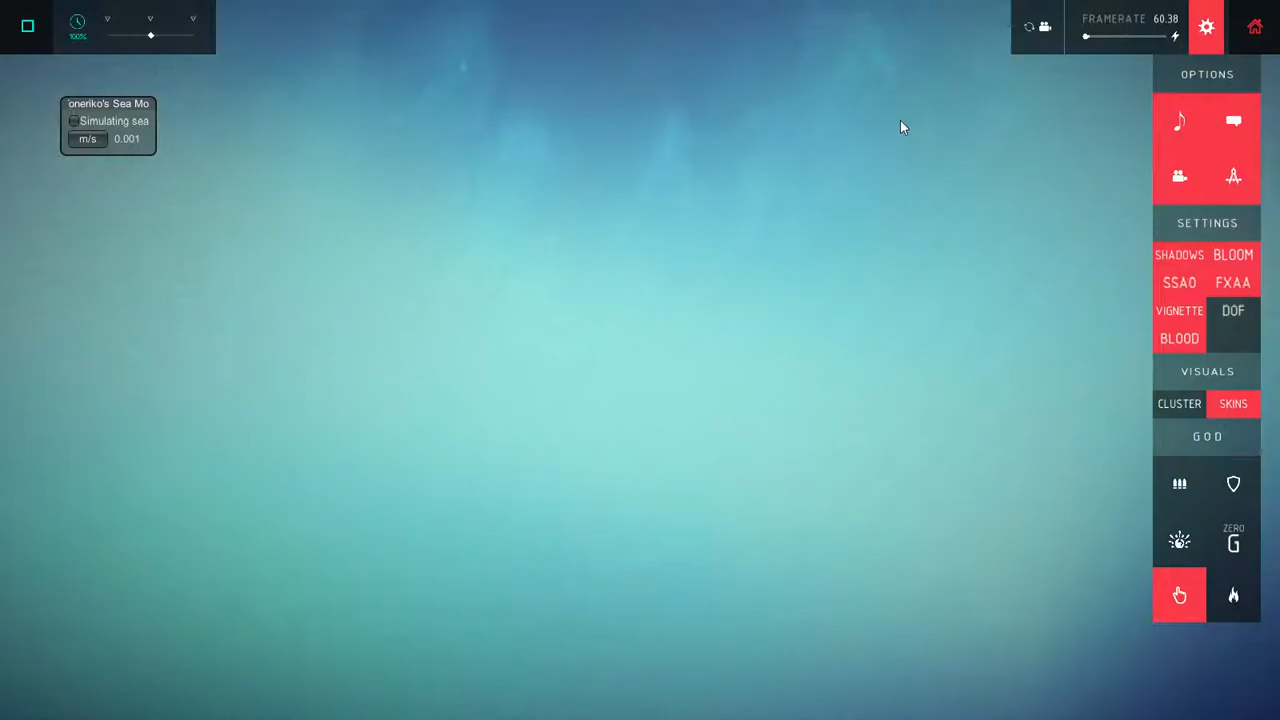 100%
FRAMERATE 60.38
OPTIONS
oneriko's Sea Mo
Simulating sea
m/s 0.001
SETTINGS
SHADOWS BLOOM
SSAO FXAA
VIGNETTE DOF
BLOOD
VISUALS
CLUSTER SKINS
GOD
ZERO
G